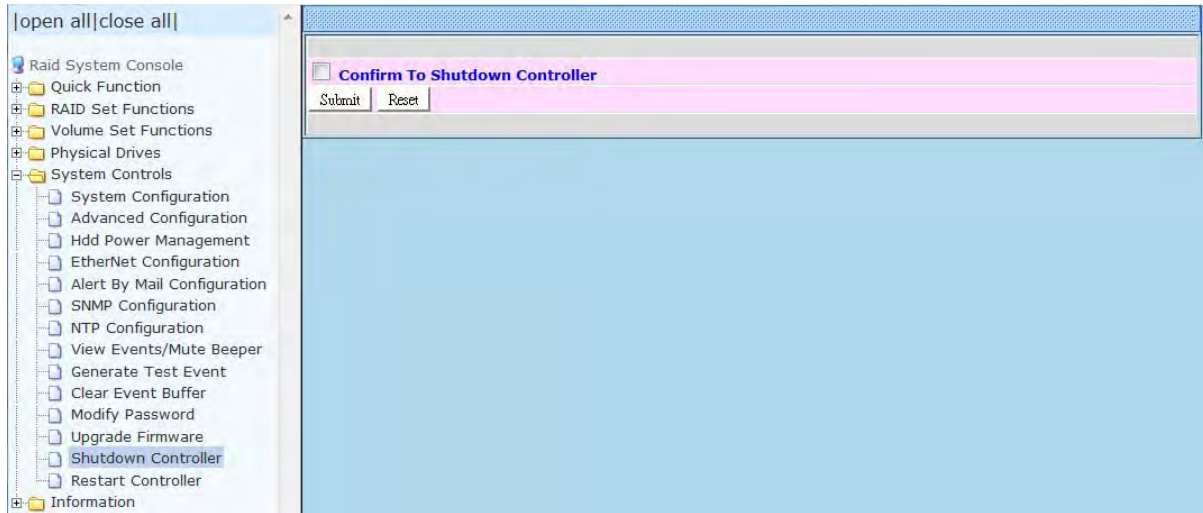 |open all|close all|
Raid System Console
Quick Function
RAID Set Functions
Volume Set Functions
Physical Drives
System Controls
System Configuration
Advanced Configuration
Hdd Power Management
EtherNet Configuration
Alert By Mail Configuration
SNMP Configuration
NTP Configuration
View Events/Mute Beeper
Generate Test Event
Clear Event Buffer
Modify Password
Upgrade Firmware
Shutdown Controller
Restart Controller
Information
Confirm To Shutdown Controller
Submit Reset